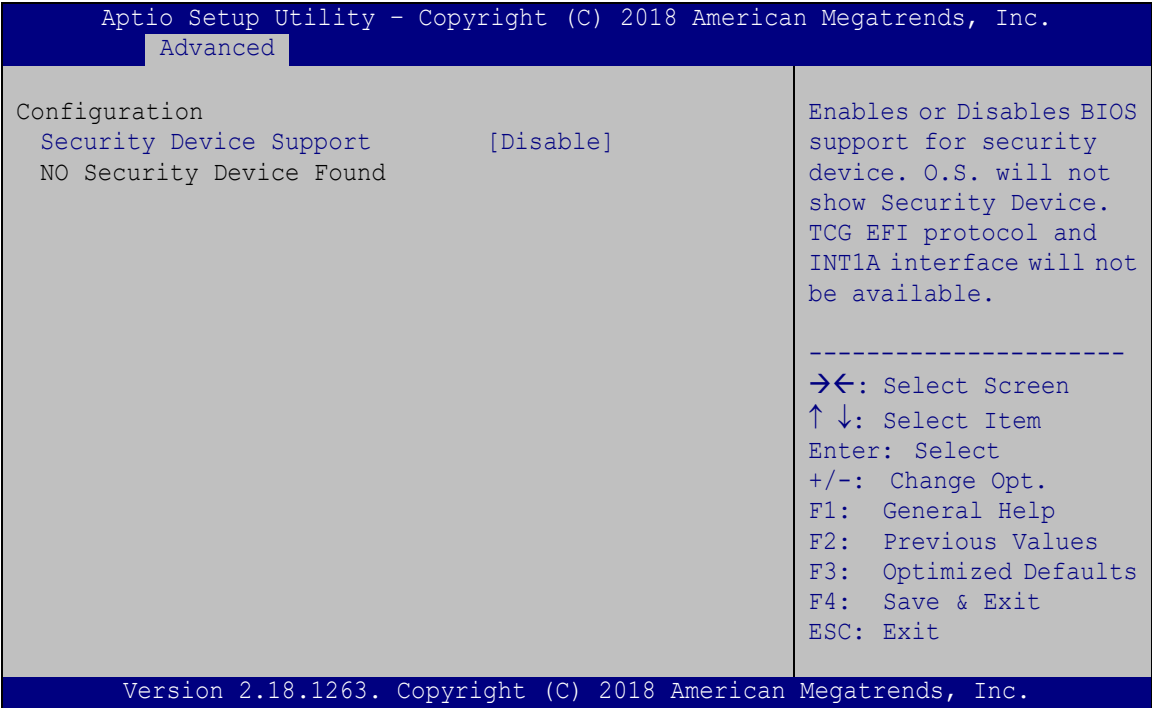 Aptio Setup Utility – Copyright (C) 2018 American Megatrends, Inc.
Advanced
Configuration
Security Device Support [Disable]
NO Security Device Found
Enables or Disables BIOS
support for security
device. O.S. will not
show Security Device.
TCG EFI protocol and
INT1A interface will not
be available.
----------------------
→←: Select Screen
↑ ↓: Select Item
Enter: Select
+/-: Change Opt.
F1: General Help
F2: Previous Values
F3: Optimized Defaults
F4: Save & Exit
ESC: Exit
Version 2.18.1263. Copyright (C) 2018 American Megatrends, Inc.